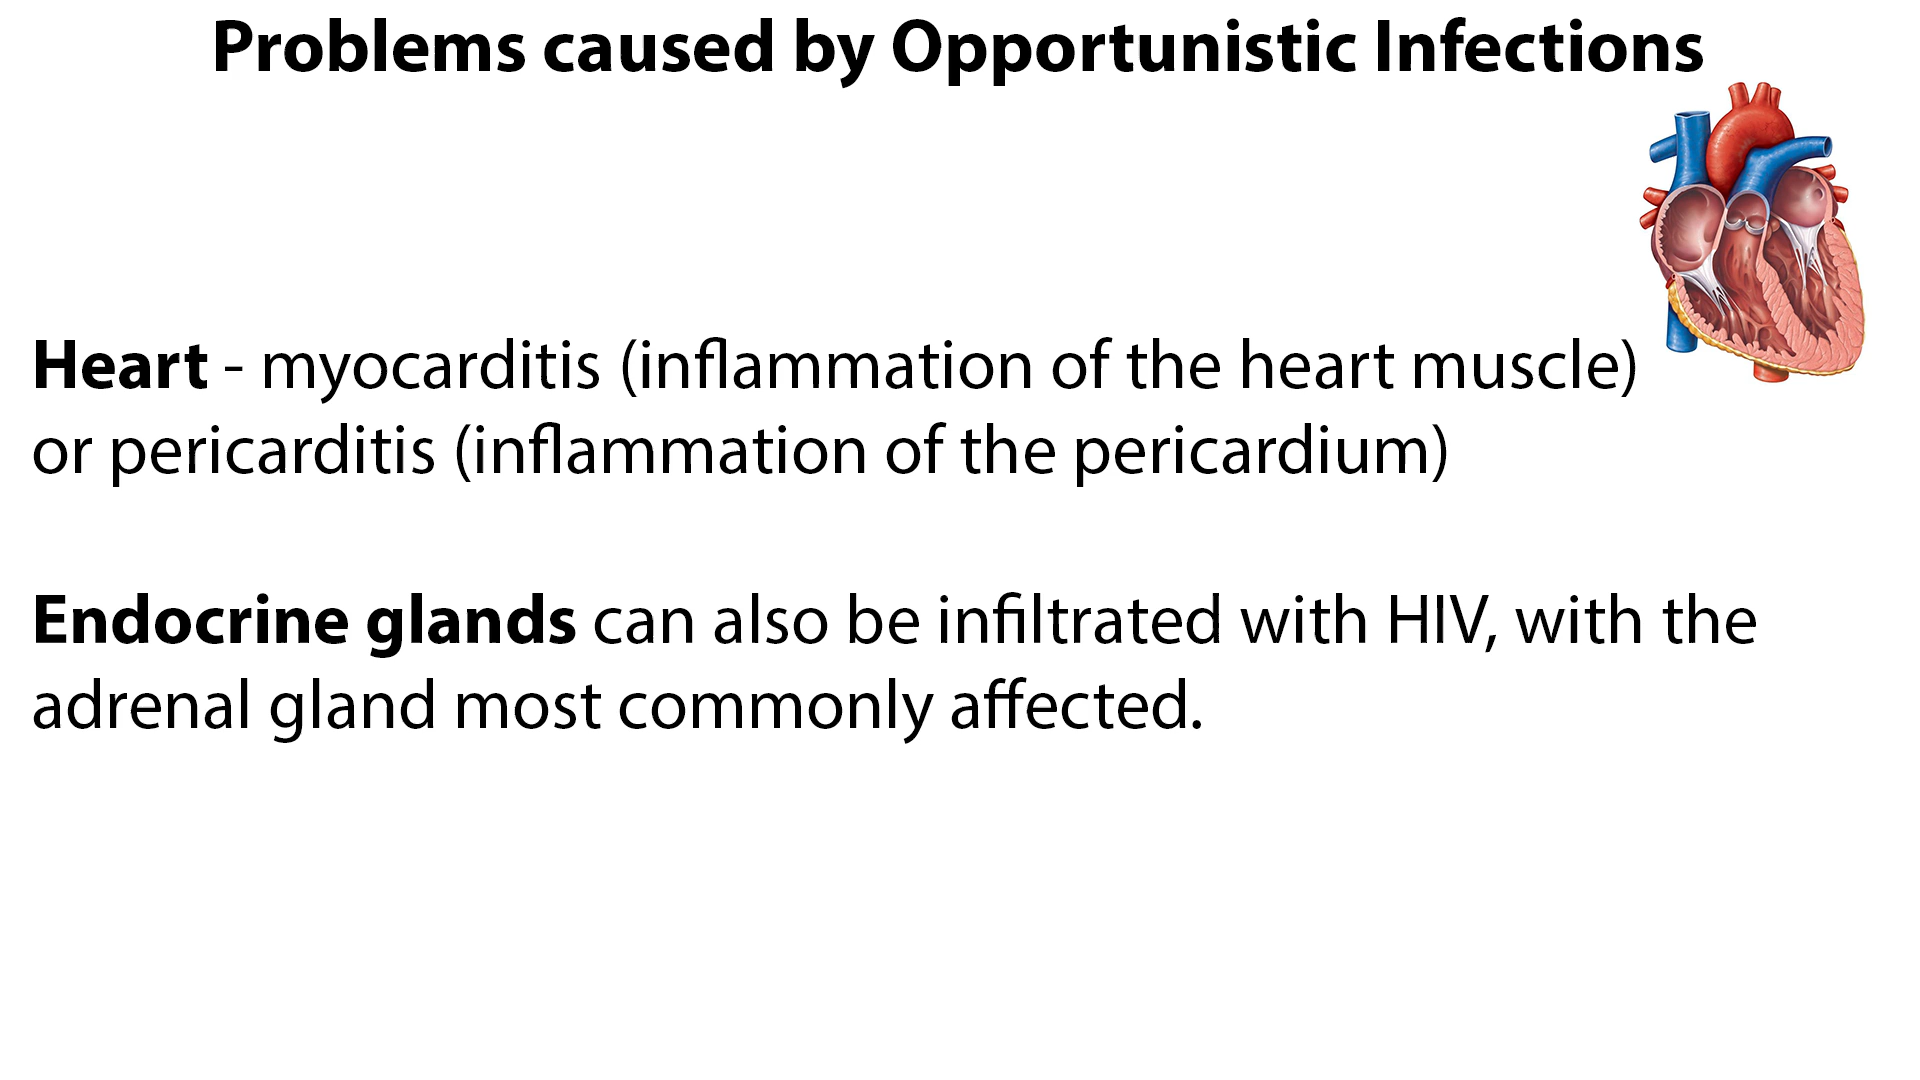 Problems caused by Opportunistic Infections
Heart - myocarditis (inflammation of the heart muscle)
or pericarditis (inflammation of the pericardium)
Endocrine glands can also be infiltrated with HIV, with the
adrenal gland most commonly affected.